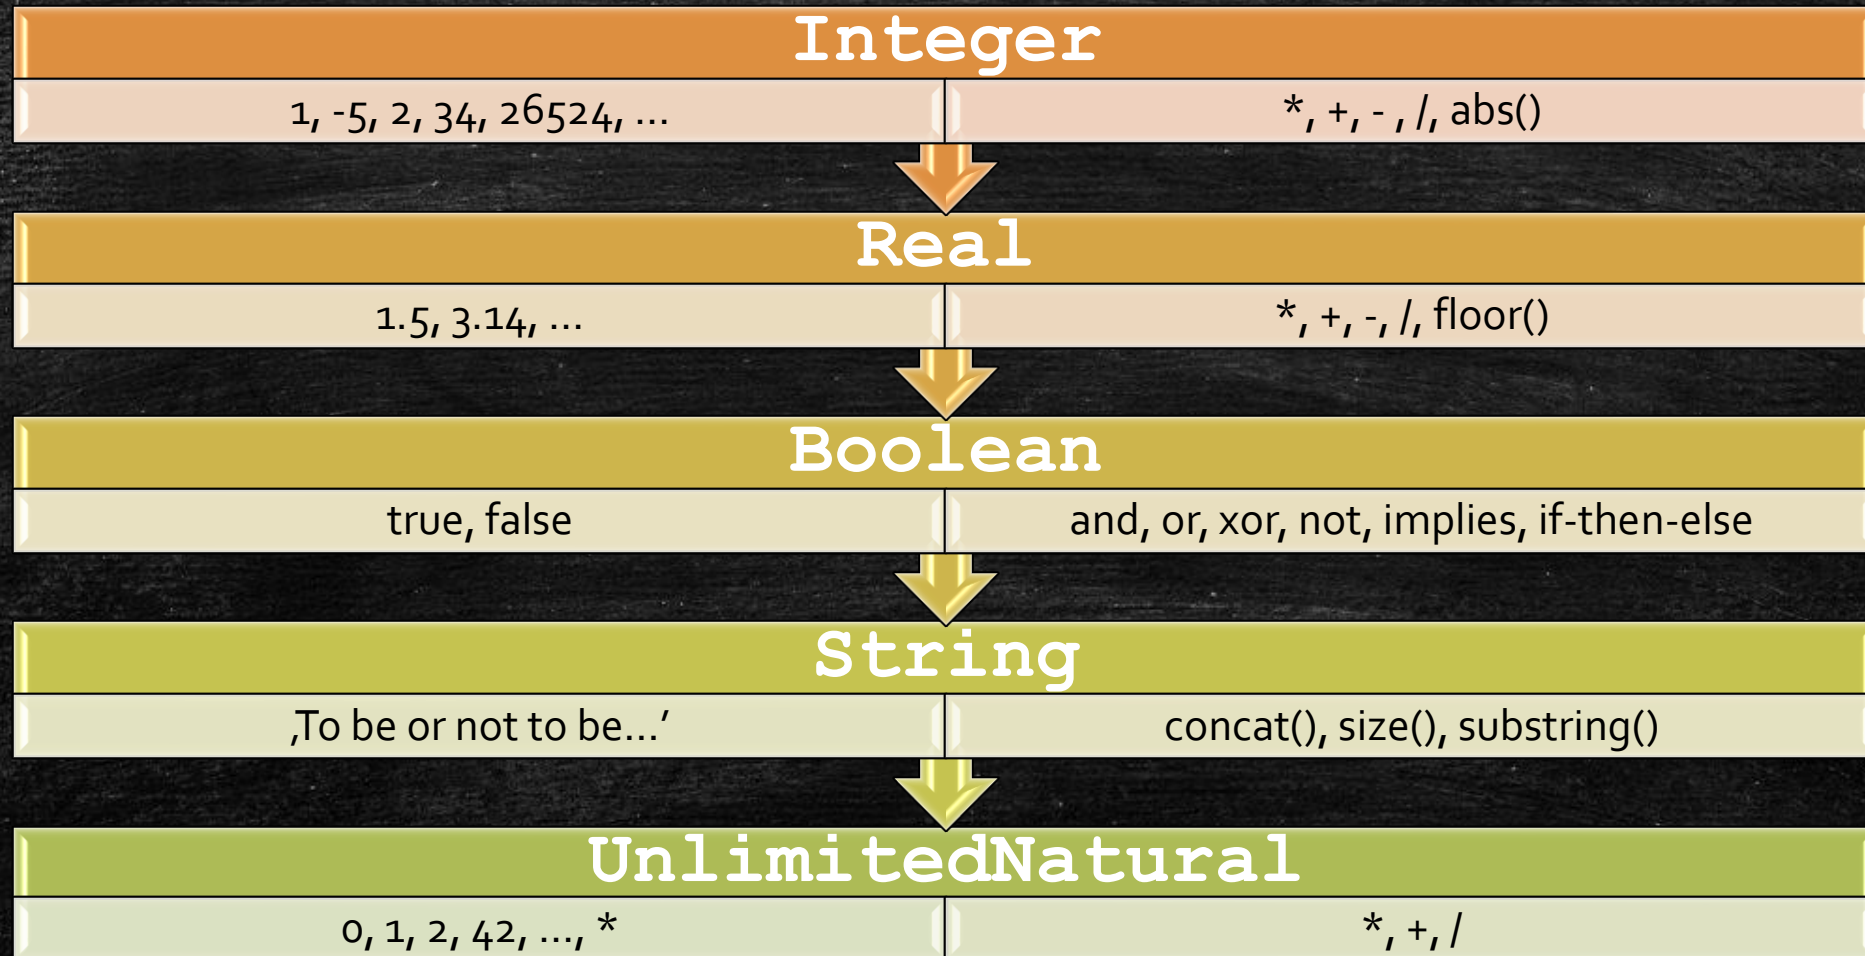 Integer
1, -5, 2, 34, 26524, ...
*, +, - , /, abs()
Real
1.5, 3.14, ...
*, +, -, /, floor()
Boolean
true, false
and, or, xor, not, implies, if-then-else
String
‚To be or not to be...’
concat(), size(), substring()
UnlimitedNatural
0, 1, 2, 42, ..., *
*, +, /